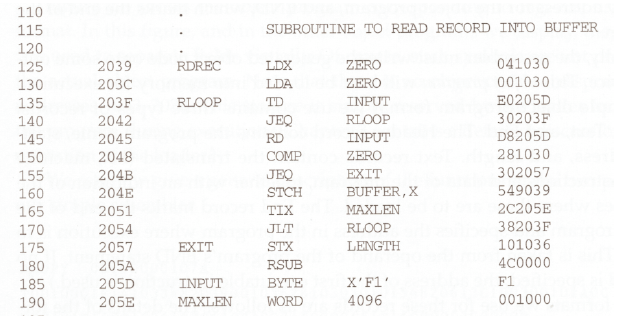 110 .
115 . SUBROUTINE TO READ RECORD INTO BUFFER
120 .
125 2039 RDREC LDX ZERO 041030
130 203C LDA ZERO 001030
135 203F RLOOP TD INPUT E0205D
140 2042 JEQ RLOOP 30203F
145 2045 RD INPUT D8205D
150 2048 COMP ZERO 281030
155 204B JEQ EXIT 302057
160 204E STCH BUFFER,X 549039
165 2051 TIX MAXLEN 2C205E
170 2054 JLT RLOOP 38203F
175 2057 EXIT STX LENGTH 101036
180 205A RSUB 4C0000
185 205D INPUT BYTE X'F1' F1
190 205E MAXLEN WORD 4096 001000